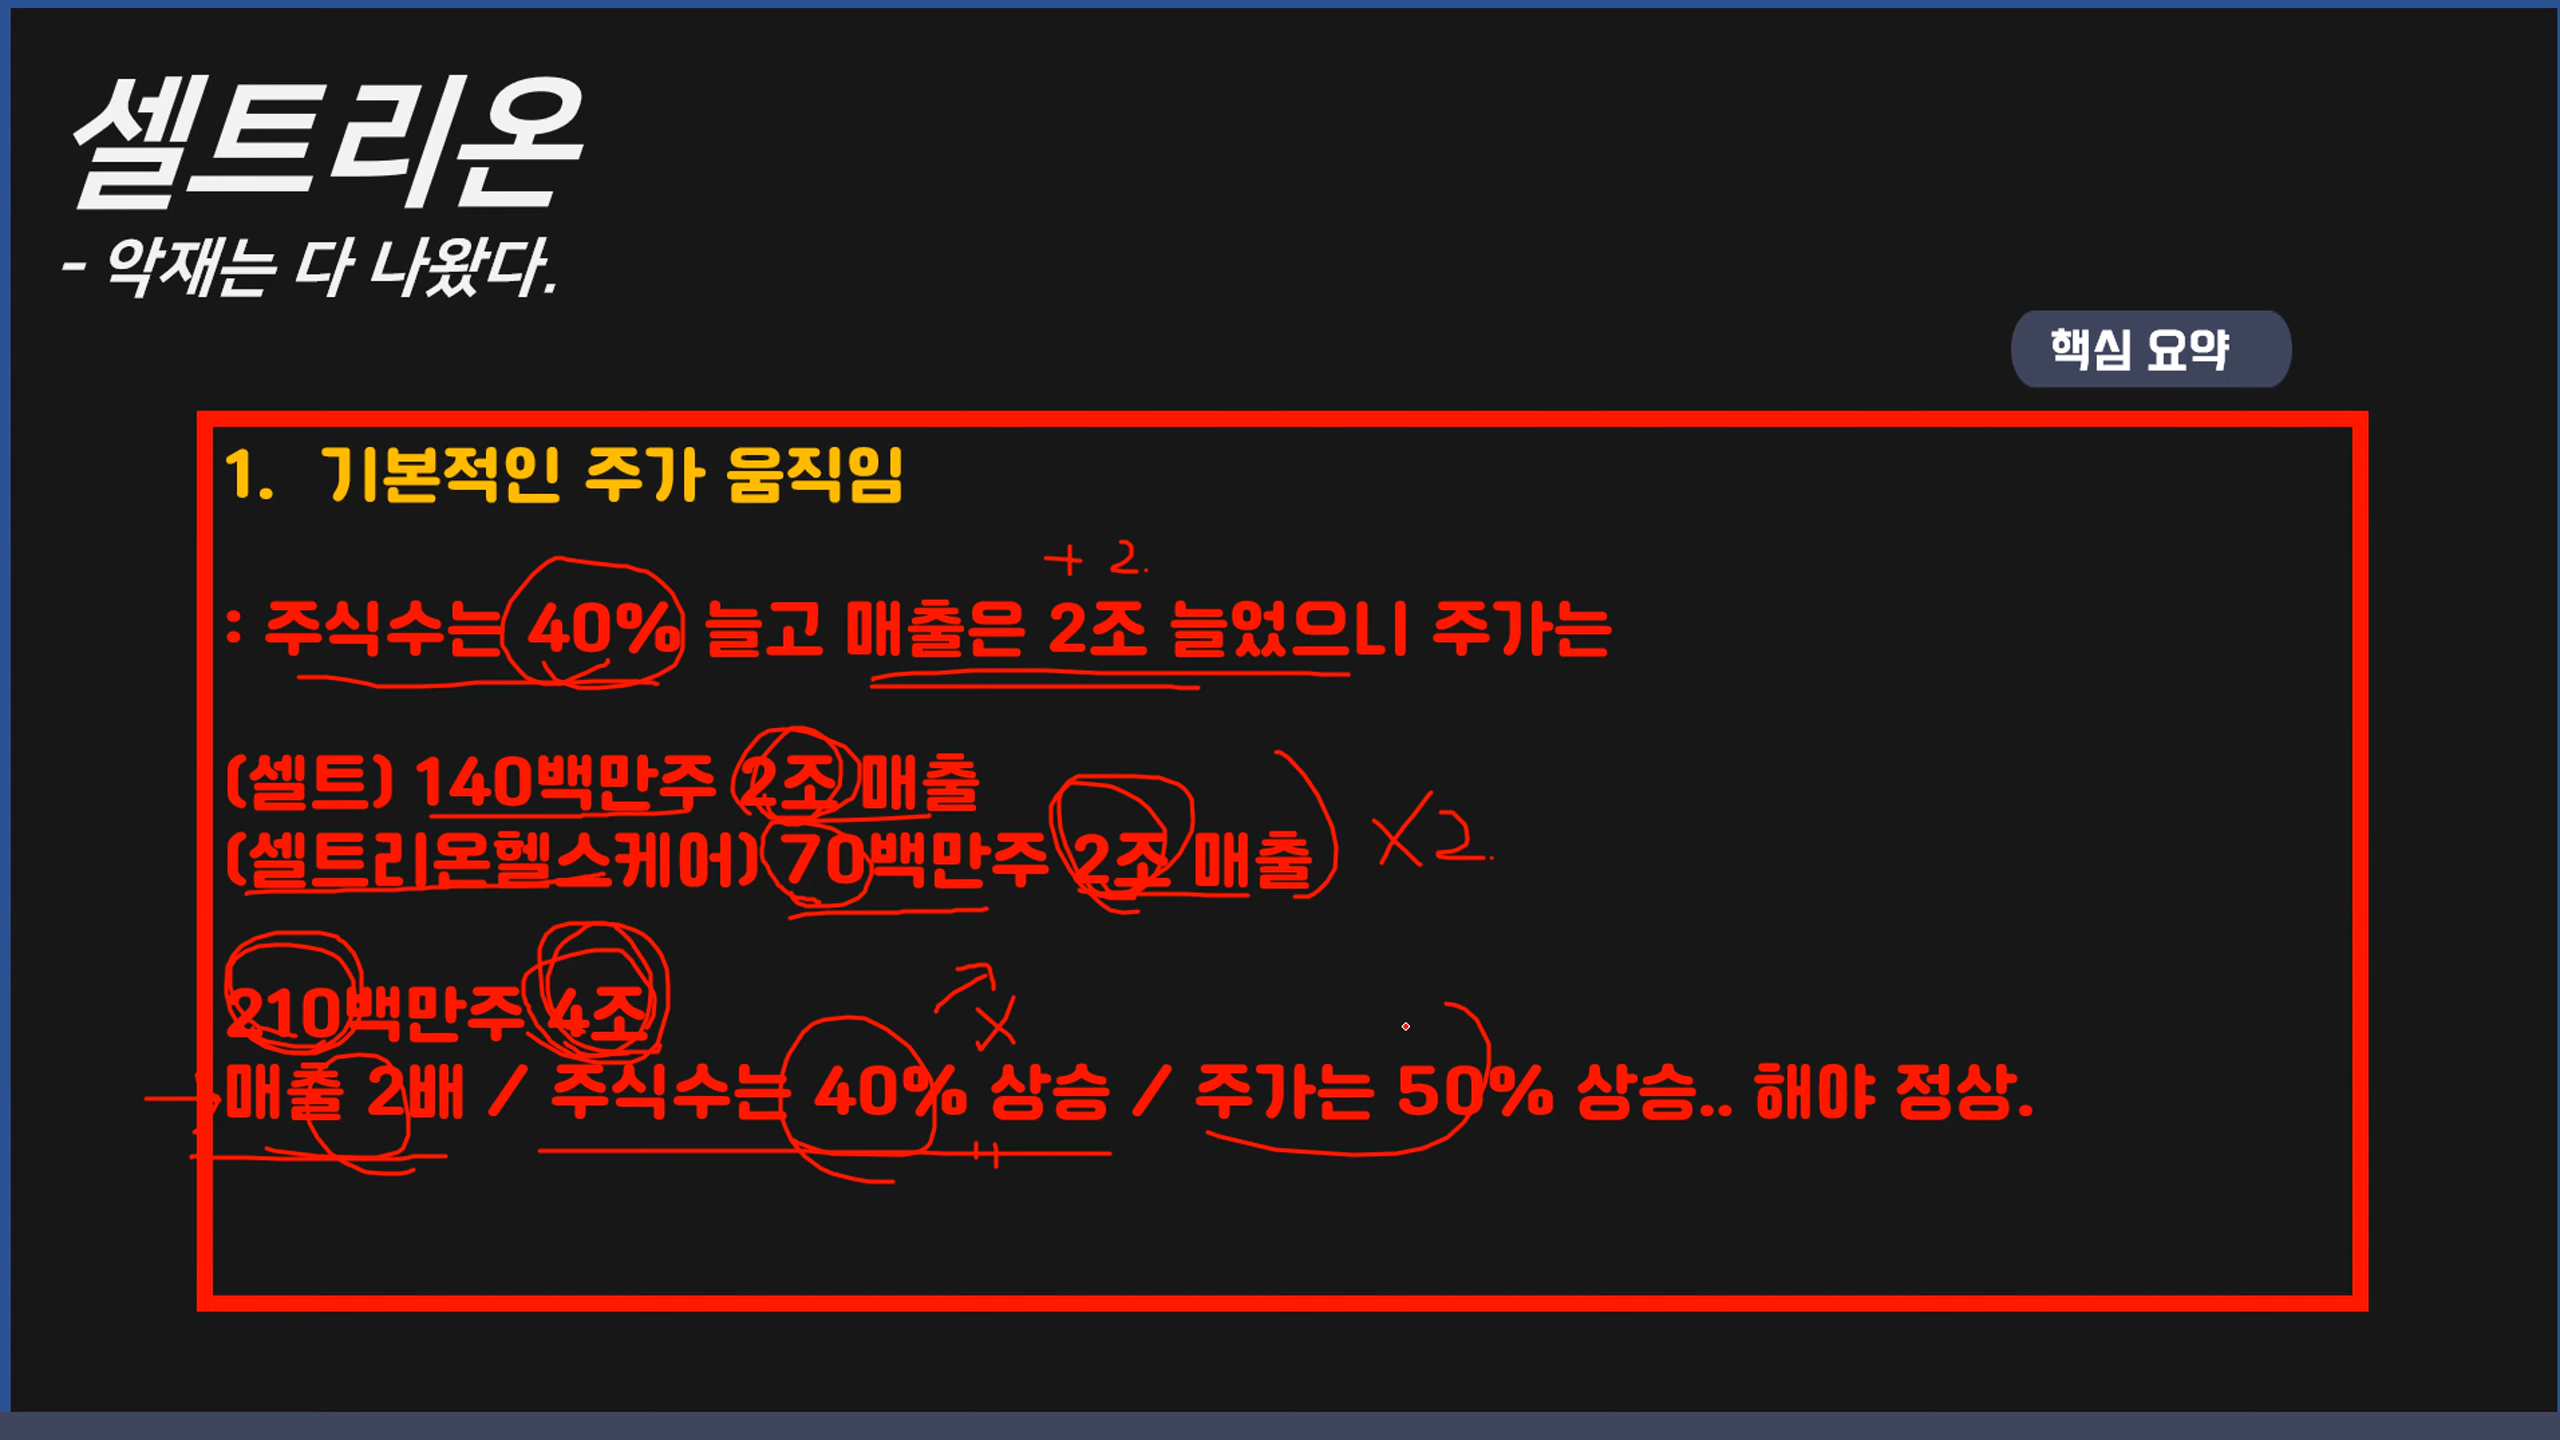 셀트리온
- 악재는 다 나왔다.
핵심 요약
1. 기본적인 주가 움직임
+ 2.
: 주식수는 40% 늘고 매출은 2조 늘었으니 주가는
(셀트) 140백만주 2조 매출
(셀트리온헬스케어) 70백만주 2조 매출
X2.
210백만주 4조
매출 2배 / 주식수는 40% 상승 / 주가는 50% 상승.. 해야 정상.